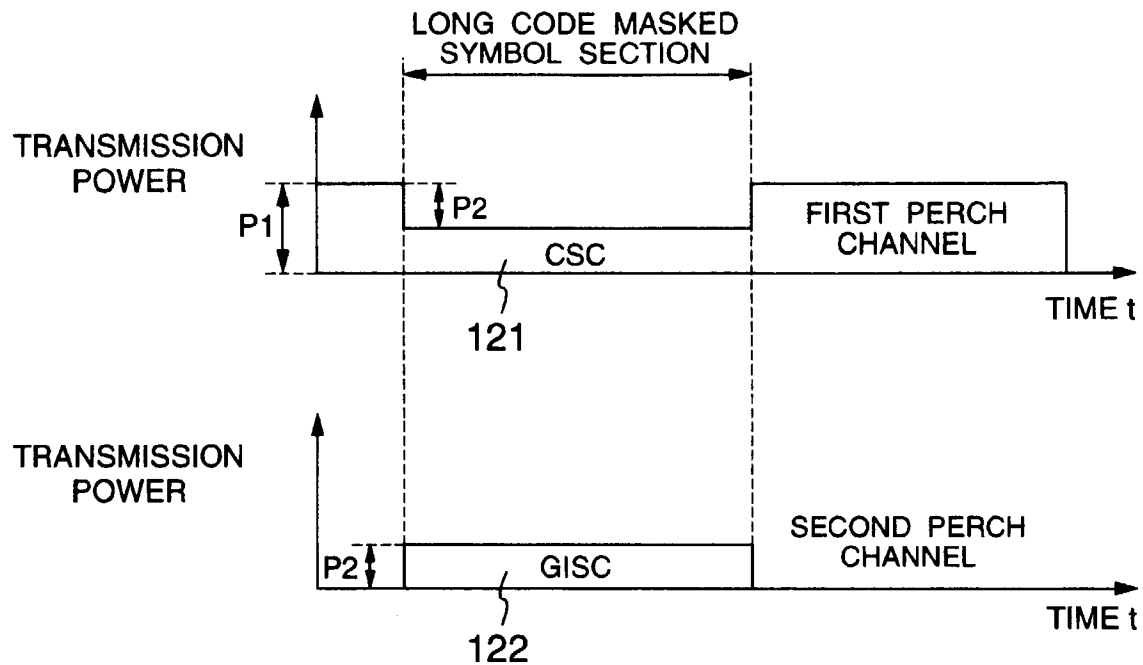 LONG CODE MASKED
SYMBOL SECTION
TRANSMISSION
POWER
P1
P2
FIRST PERCH
CHANNEL
CSC
TIME t
121
TRANSMISSION
POWER
SECOND PERCH
CHANNEL
P2
GISC
TIME t
122